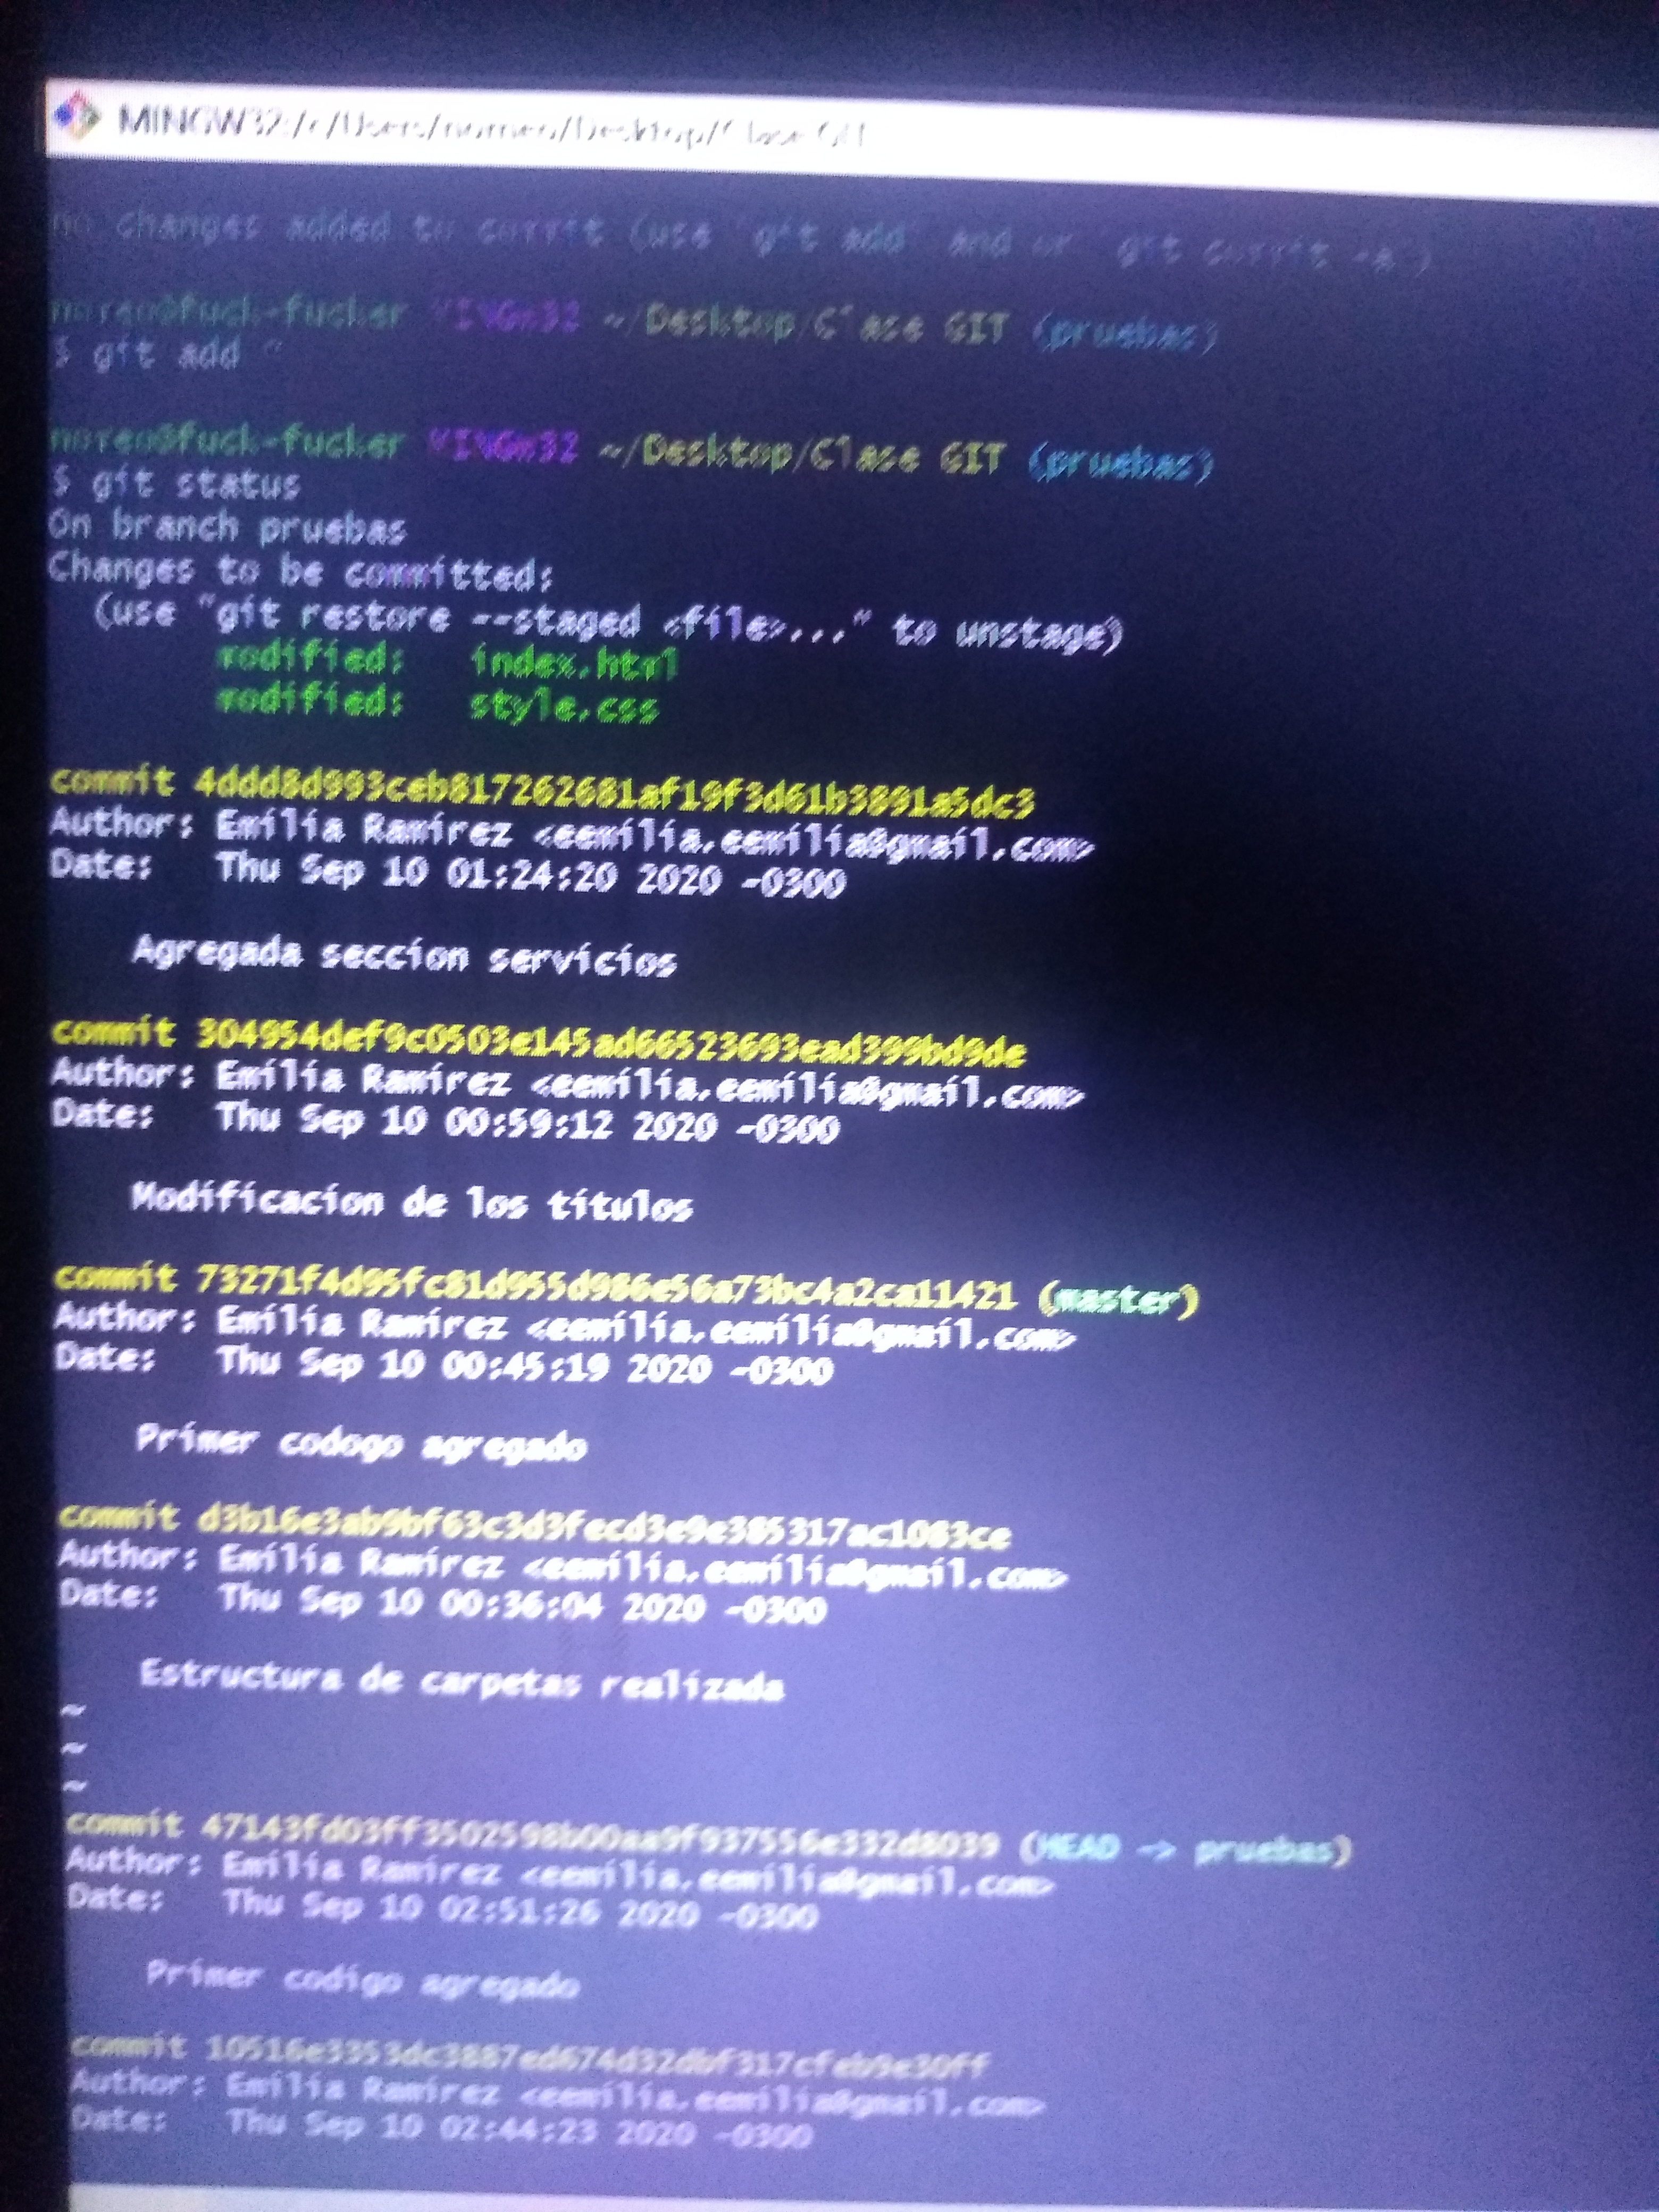 MINGW32:/c/Users/ /Desktop/Clase GIT
no changes added to commit (use "git add" and/or "git commit -a")
MINGW32 ~/Desktop/Clase GIT (pruebas)
$ git add
MINGW32 ~/Desktop/Clase GIT (pruebas)
$ git status
On branch pruebas
Changes to be committed:
(use "git restore --staged <file>..." to unstage)
modified: index.html
modified: style.css
commit 4ddd8d993ceb817262681af19f3d61b3891a5dc3
Author: Emilia Ramirez <eemilia.eemilia@gmail.com>
Date: Thu Sep 10 01:24:20 2020 -0300
Agregada seccion servicios
commit 304954def9c0503e145ad66523693ead399bd9de
Author: Emilia Ramirez <eemilia.eemilia@gmail.com>
Date: Thu Sep 10 00:59:12 2020 -0300
Modificacion de los titulos
commit 73271f4d95fc81d955d986e56a73bc4a2ca11421 (master)
Author: Emilia Ramirez <eemilia.eemilia@gmail.com>
Date: Thu Sep 10 00:45:19 2020 -0300
Primer codogo agregado
commit d3b16e3ab9bf63c3d3fecd3e9e385317ac1083ce
Author: Emilia Ramirez <eemilia.eemilia@gmail.com>
Date: Thu Sep 10 00:36:04 2020 -0300
Estructura de carpetas realizada
~
~
~
commit 47143fd03ff3502598b00aa9f937556e332d8039 (HEAD -> pruebas)
Author: Emilia Ramirez <eemilia.eemilia@gmail.com>
Date: Thu Sep 10 02:51:26 2020 -0300
Primer codigo agregado
commit 10516e3353dc3887ed674d32dbf317cfeb9e30ff
Author: Emilia Ramirez <eemilia.eemilia@gmail.com>
Date: Thu Sep 10 02:44:23 2020 -0300